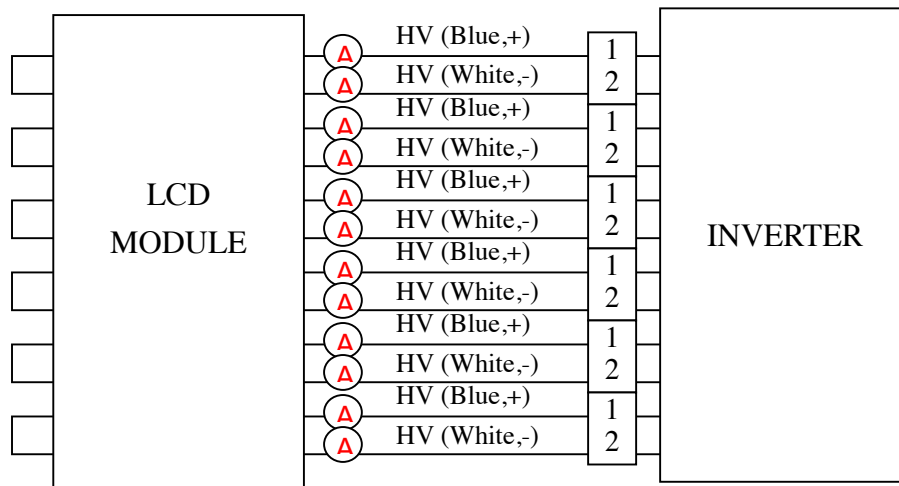 LCD
MODULE
A HV (Blue,+) 1
A HV (White,-) 2
A HV (Blue,+) 1
A HV (White,-) 2
A HV (Blue,+) 1
A HV (White,-) 2
A HV (Blue,+) 1
A HV (White,-) 2
A HV (Blue,+) 1
A HV (White,-) 2
A HV (Blue,+) 1
A HV (White,-) 2
INVERTER